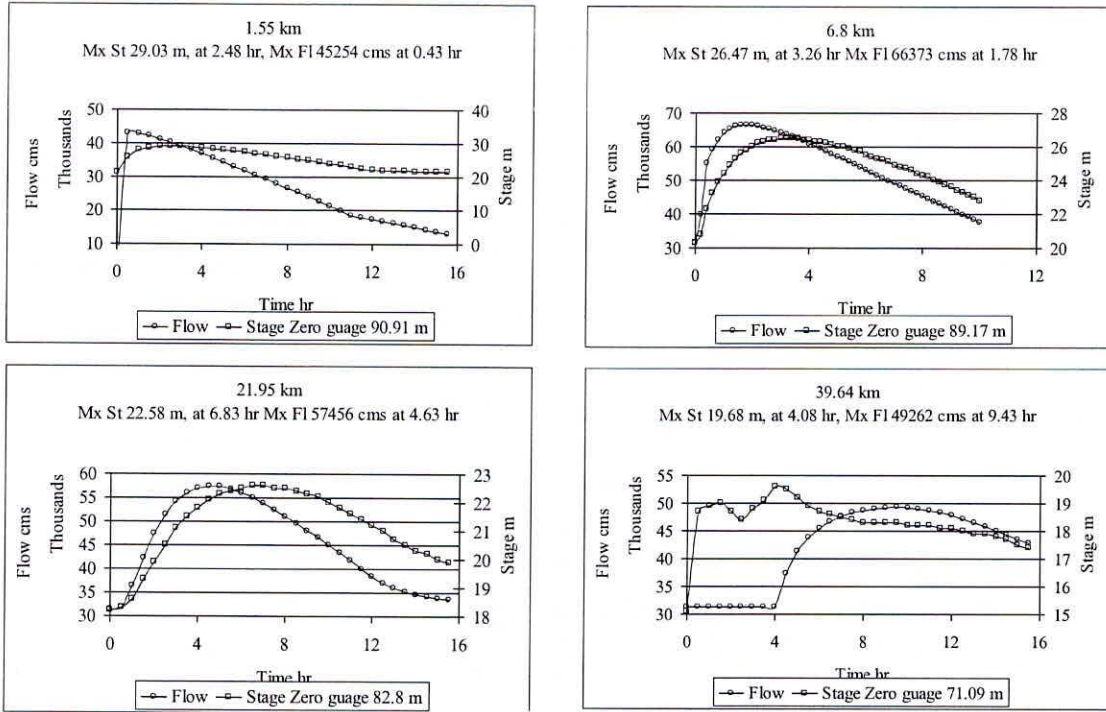 1.55 km
Mx St 29.03 m, at 2.48 hr, Mx Fl 45254 cms at 0.43 hr
50
40
30
20
10
40
30
20
10
0
Flow cms
Thousands
Stage m
0 4 8 12 16
Time hr
Flow Stage Zero guage 90.91 m
6.8 km
Mx St 26.47 m, at 3.26 hr Mx Fl 66373 cms at 1.78 hr
70
60
50
40
30
28
26
24
22
20
Flow cms
Thousands
Stage m
0 4 8 12
Time hr
Flow Stage Zero guage 89.17 m
21.95 km
Mx St 22.58 m, at 6.83 hr Mx Fl 57456 cms at 4.63 hr
60
55
50
45
40
35
30
23
22
21
20
19
18
Flow cms
Thousands
Stage m
0 4 8 12 16
Time hr
Flow Stage Zero guage 82.8 m
39.64 km
Mx St 19.68 m, at 4.08 hr, Mx Fl 49262 cms at 9.43 hr
55
50
45
40
35
30
20
19
18
17
16
15
Flow cms
Thousands
Stage m
0 4 8 12 16
Time hr
Flow Stage Zero guage 71.09 m